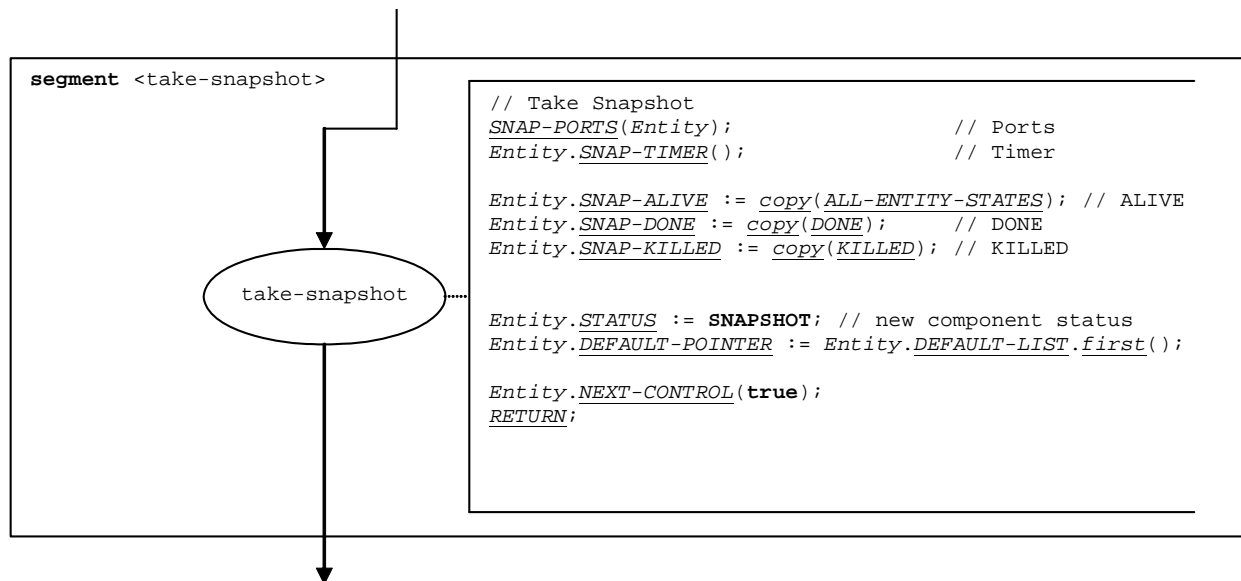 segment <take-snapshot>
// Take Snapshot
SNAP-PORTS(Entity); // Ports
Entity.SNAP-TIMER(); // Timer
Entity.SNAP-ALIVE := copy(ALL-ENTITY-STATES); // ALIVE
Entity.SNAP-DONE := copy(DONE); // DONE
Entity.SNAP-KILLED := copy(KILLED); // KILLED
take-snapshot
Entity.STATUS := SNAPSHOT; // new component status
Entity.DEFAULT-POINTER := Entity.DEFAULT-LIST.first();
Entity.NEXT-CONTROL(true);
RETURN;